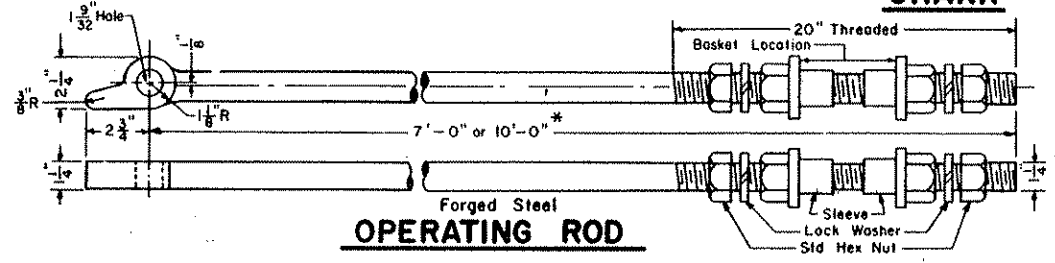 1 9/32" Hole
20" Threaded
Basket Location
1/8"
2 1/4"
3/8" R
1 1/8" R
2 3/4"
7'-0" or 10'-0" *
1 1/4"
1 1/4"
Forged Steel
Sleeve
Lock Washer
Std Hex Nut
OPERATING ROD